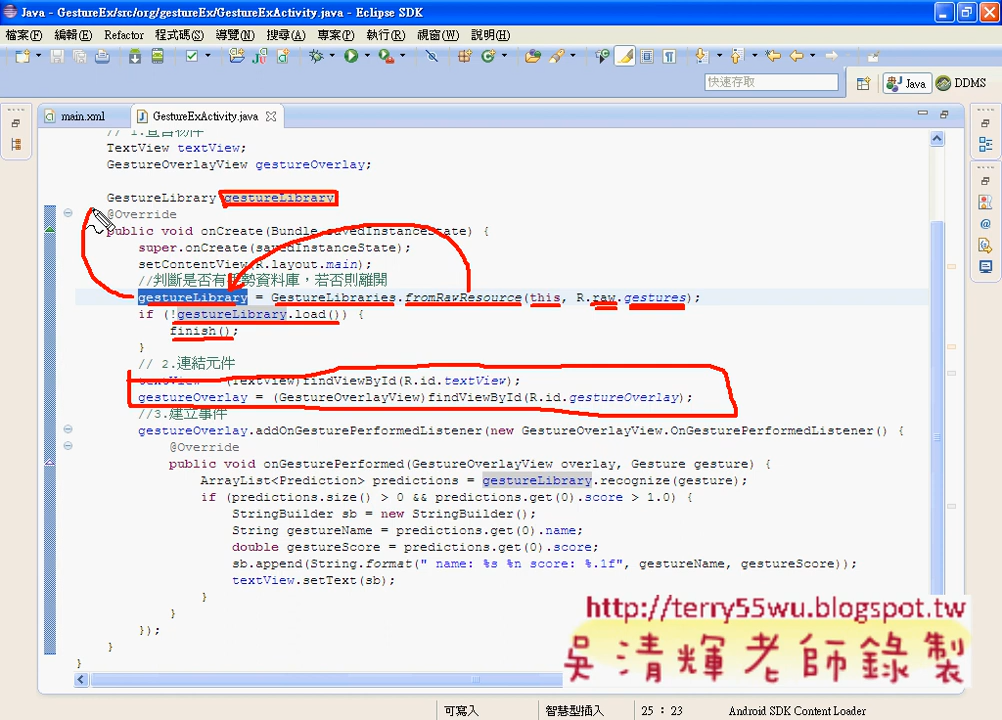 Java - GestureEx/src/org/gestureEx/GestureExActivity.java - Eclipse SDK
檔案(F) 編輯(E) Refactor 程式碼(S) 導覽(N) 搜尋(A) 專案(P) 執行(R) 視窗(W) 說明(H)
快速存取
Java
DDMS
main.xml
GestureExActivity.java
// 1.宣告物件
TextView textView;
GestureOverlayView gestureOverlay;
GestureLibrary gestureLibrary
@Override
public void onCreate(Bundle savedInstanceState) {
super.onCreate(savedInstanceState);
setContentView(R.layout.main);
//判斷是否有手勢資料庫，若否則離開
gestureLibrary = GestureLibraries.fromRawResource(this, R.raw.gestures);
if (!gestureLibrary.load()) {
finish();
}
// 2.連結元件
textView = (TextView)findViewById(R.id.textView);
gestureOverlay = (GestureOverlayView)findViewById(R.id.gestureOverlay);
//3.建立事件
gestureOverlay.addOnGesturePerformedListener(new GestureOverlayView.OnGesturePerformedListener() {
@Override
public void onGesturePerformed(GestureOverlayView overlay, Gesture gesture) {
ArrayList<Prediction> predictions = gestureLibrary.recognize(gesture);
if (predictions.size() > 0 && predictions.get(0).score > 1.0) {
StringBuilder sb = new StringBuilder();
String gestureName = predictions.get(0).name;
double gestureScore = predictions.get(0).score;
sb.append(String.format(" name: %s %n score: %.1f", gestureName, gestureScore));
textView.setText(sb);
}
}
});
}
}
http://terry55wu.blogspot.tw
吳清輝老師錄製
可寫入
智慧型插入
25 : 23
Android SDK Content Loader